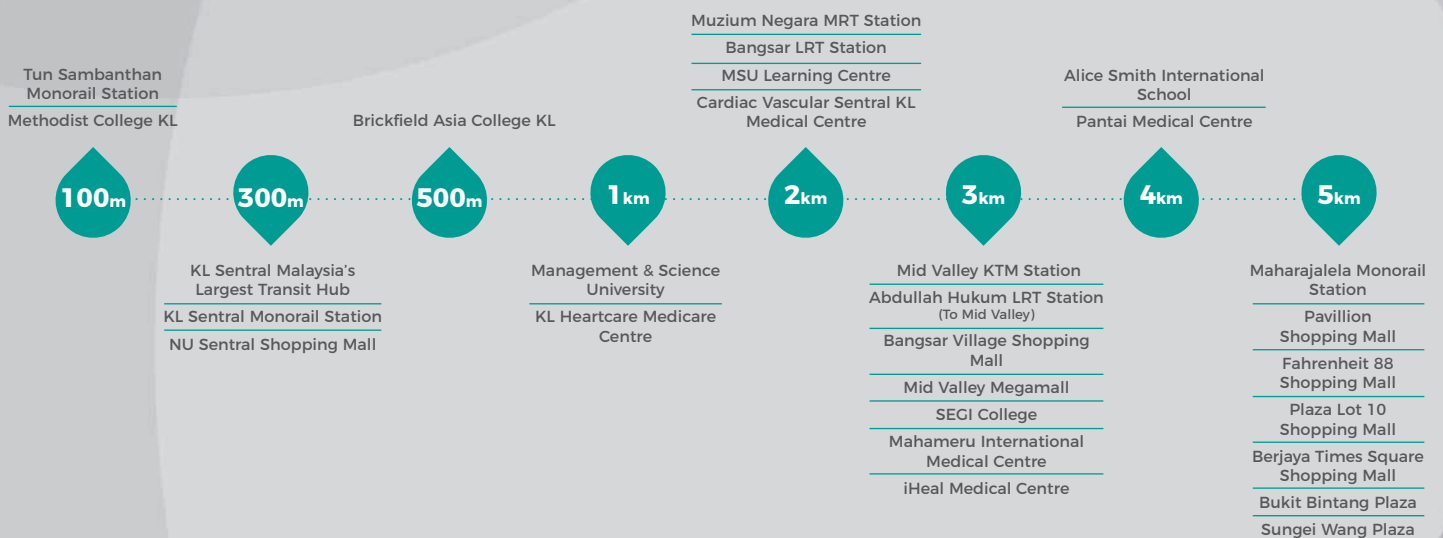 Tun Sambanthan
Monorail Station
Methodist College KL
100m
300m
KL Sentral Malaysia's
Largest Transit Hub
KL Sentral Monorail Station
NU Sentral Shopping Mall
Brickfield Asia College KL
500m
1km
Management & Science
University
KL Heartcare Medicare
Centre
Muzium Negara MRT Station
Bangsar LRT Station
MSU Learning Centre
Cardiac Vascular Sentral KL
Medical Centre
2km
3km
Mid Valley KTM Station
Abdullah Hukum LRT Station
(To Mid Valley)
Bangsar Village Shopping
Mall
Mid Valley Megamall
SEGI College
Mahameru International
Medical Centre
iHeal Medical Centre
Alice Smith International
School
Pantai Medical Centre
4km
5km
Maharajalela Monorail
Station
Pavillion
Shopping Mall
Fahrenheit 88
Shopping Mall
Plaza Lot 10
Shopping Mall
Berjaya Times Square
Shopping Mall
Bukit Bintang Plaza
Sungei Wang Plaza